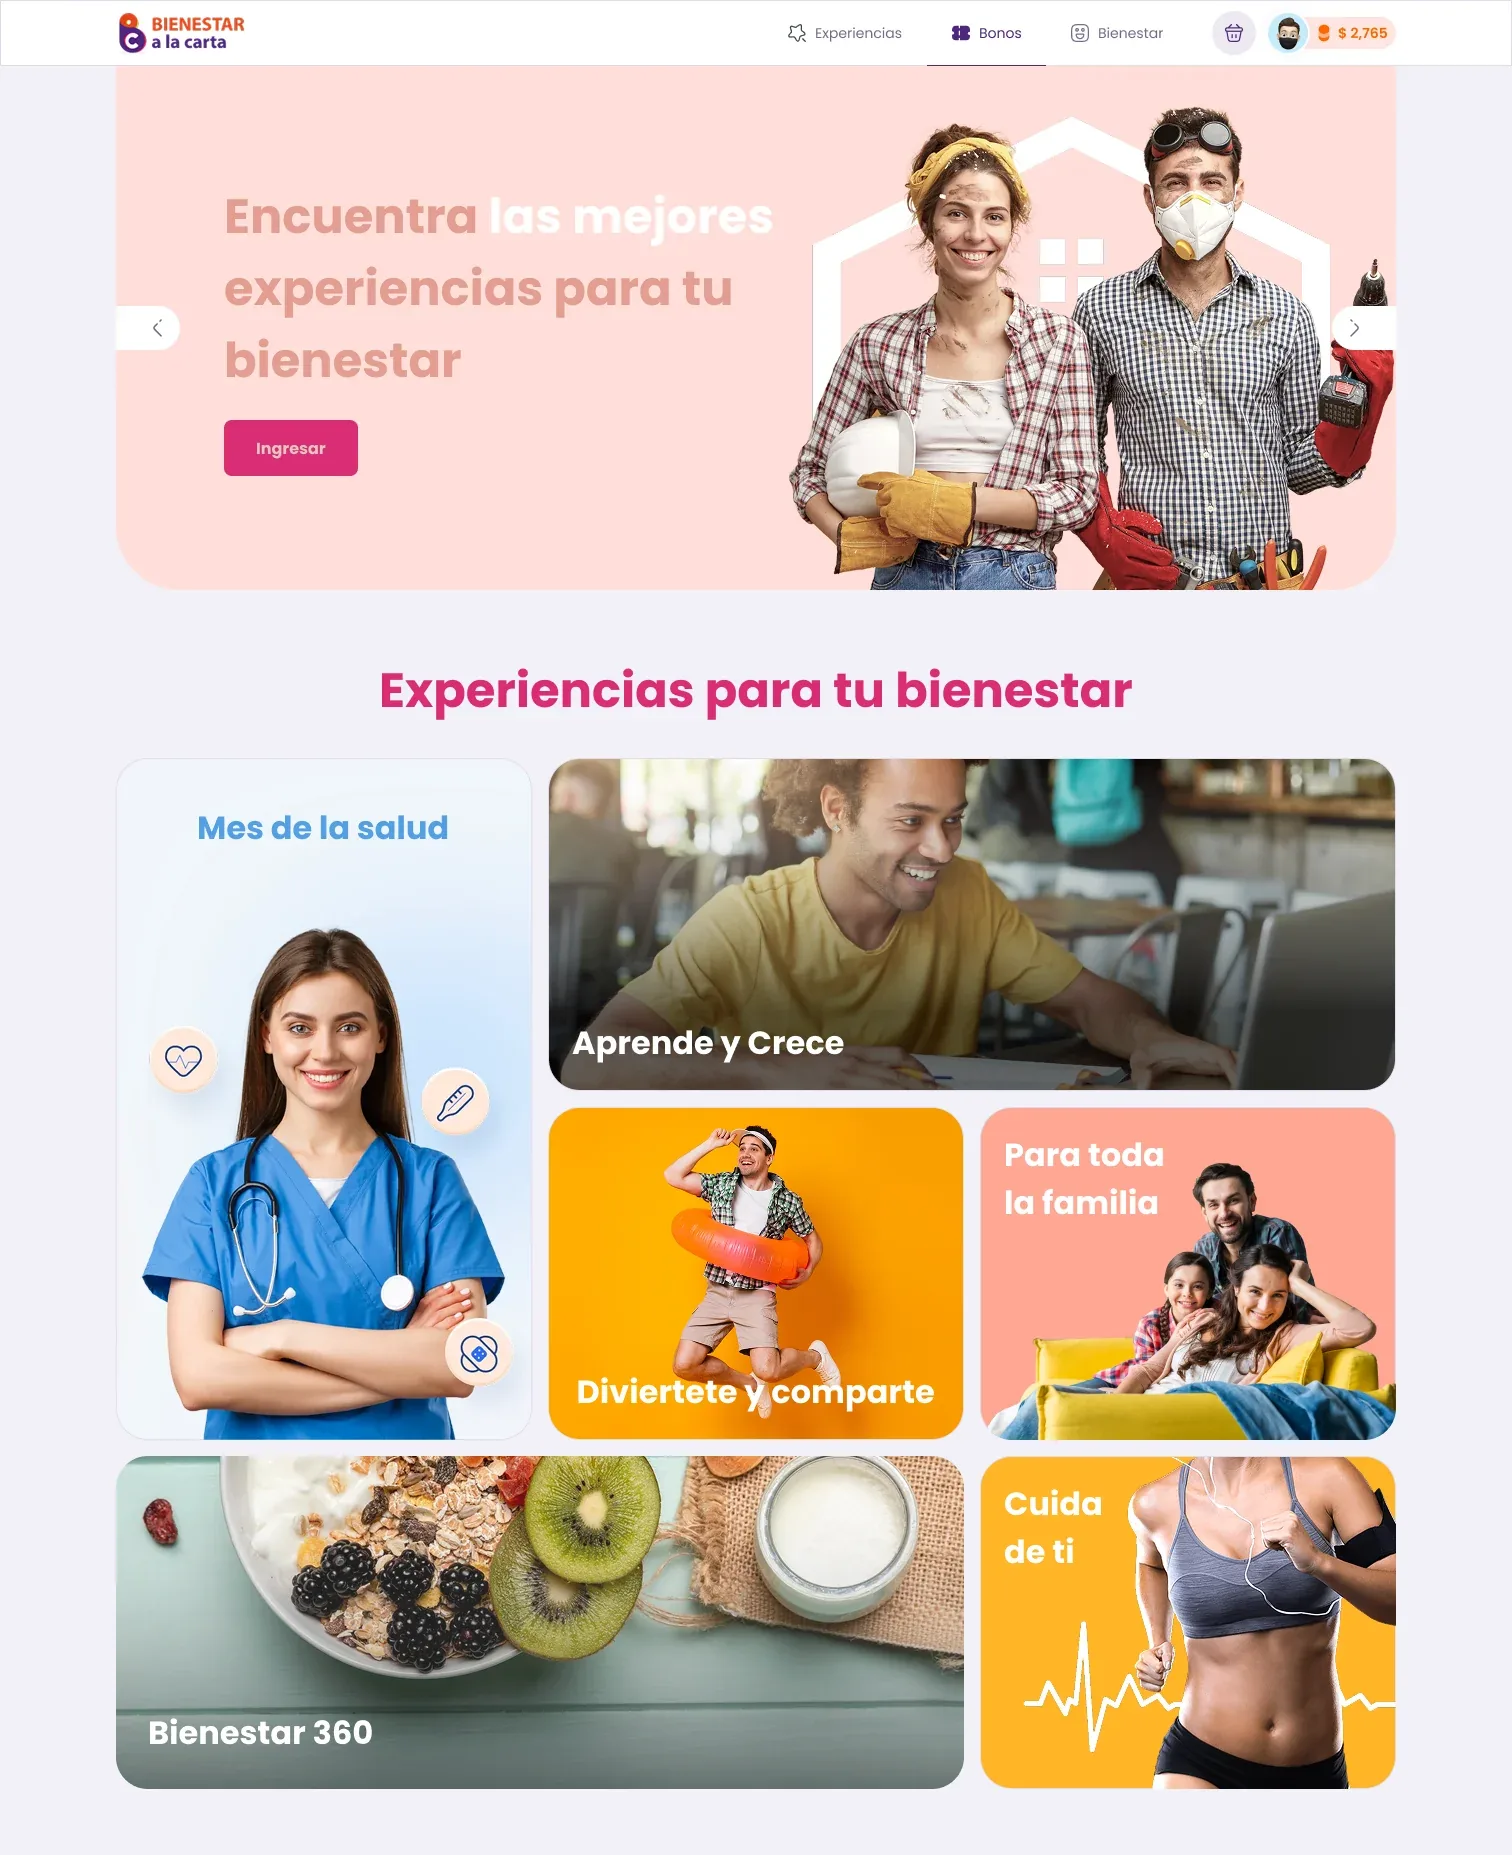 BIENESTAR
a la carta
Experiencias
Bonos
Bienestar
$ 2,765
Encuentra las mejores
experiencias para tu
bienestar
Ingresar
Experiencias para tu bienestar
Mes de la salud
Aprende y Crece
Diviertete y comparte
Para toda
la familia
Bienestar 360
Cuida
de ti